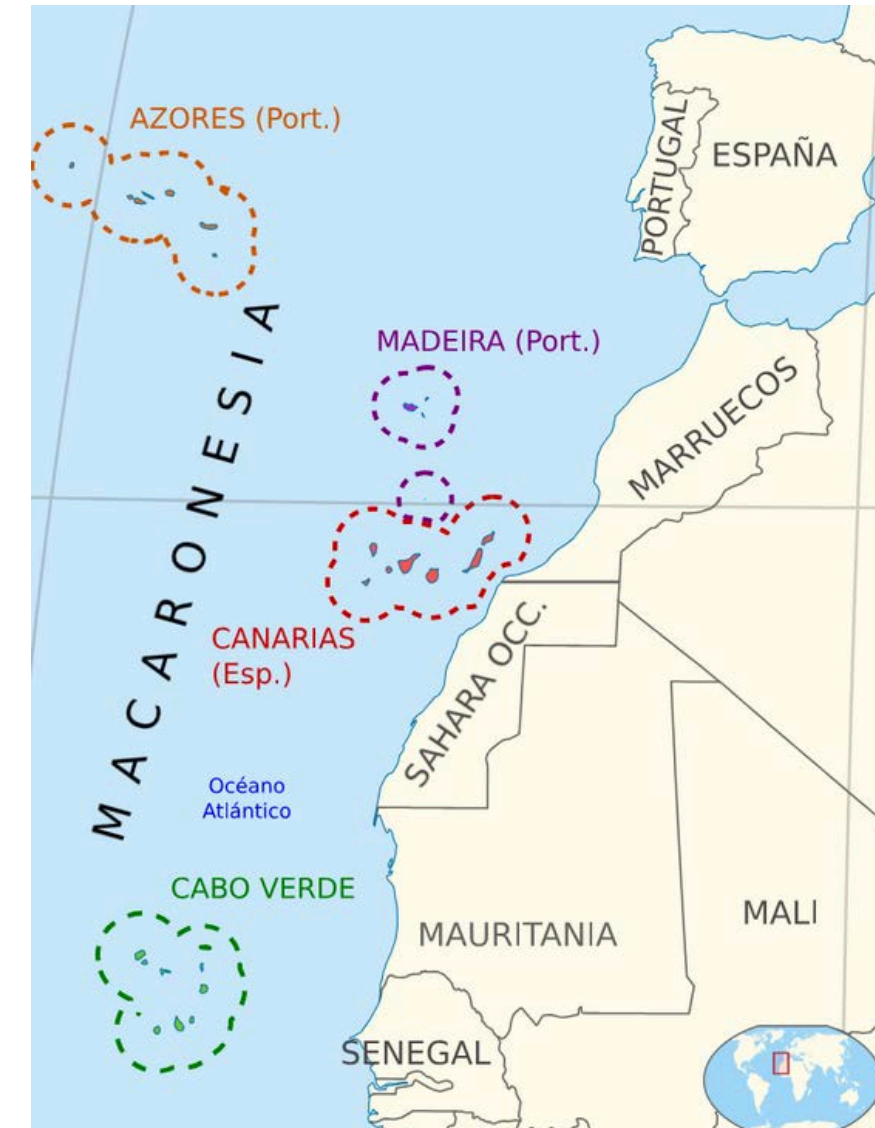 AZORES (Port.)
PORTUGAL
ESPAÑA
MACARONESIA
MADEIRA (Port.)
MARRUECOS
CANARIAS
(Esp.)
SAHARA OCC.
Océano
Atlántico
CABO VERDE
MAURITANIA
MALI
SENEGAL